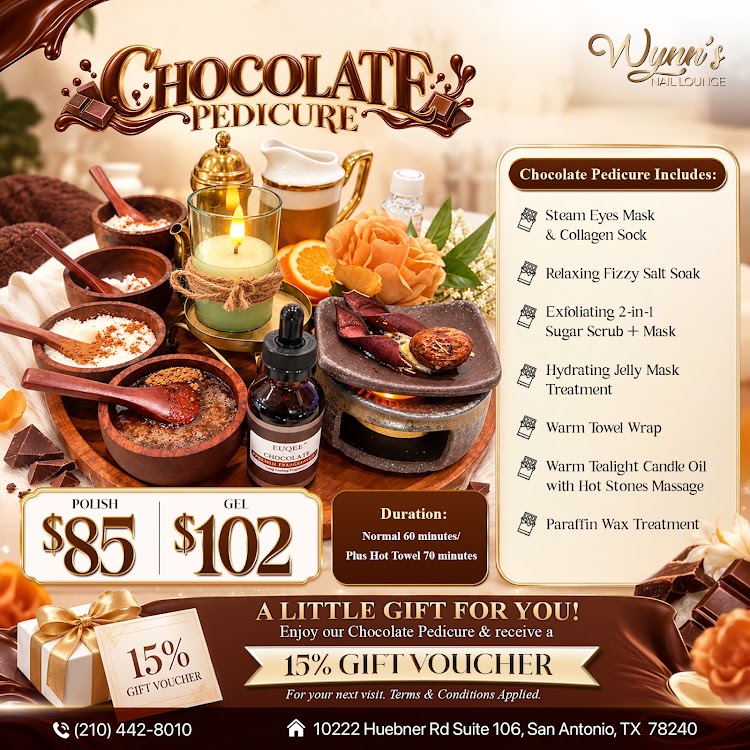 CHOCOLATE
PEDICURE
Wynn's
NAIL LOUNGE
Chocolate Pedicure Includes:
Steam Eyes Mask
& Collagen Sock
Relaxing Fizzy Salt Soak
Exfoliating 2-in-1
Sugar Scrub + Mask
Hydrating Jelly Mask
Treatment
Warm Towel Wrap
Warm Tealight Candle Oil
with Hot Stones Massage
Paraffin Wax Treatment
EUQEE
CHOCOLATE
POLISH
$85
GEL
$102
Duration:
Normal 60 minutes/
Plus Hot Towel 70 minutes
15%
GIFT VOUCHER
A LITTLE GIFT FOR YOU!
Enjoy our Chocolate Pedicure & receive a
15% GIFT VOUCHER
For your next visit. Terms & Conditions Applied.
(210) 442-8010
10222 Huebner Rd Suite 106, San Antonio, TX 78240